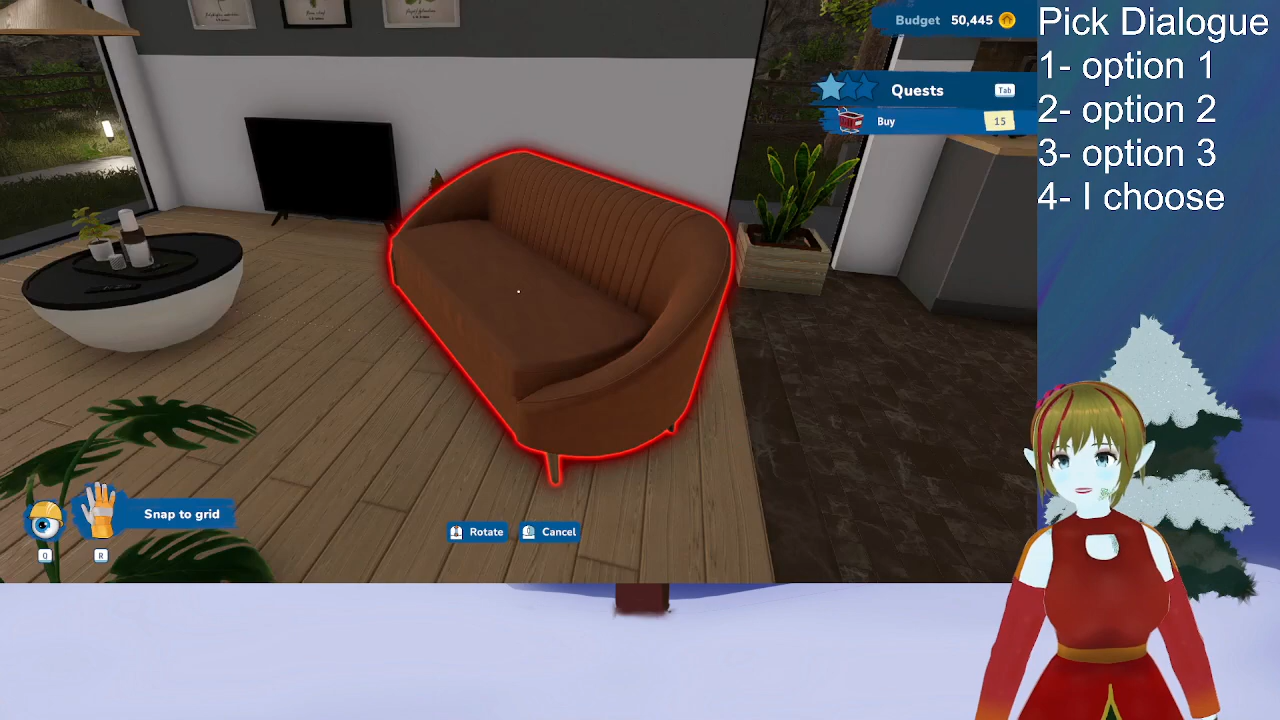 Budget 50,445
Quests Tab
Buy 15
Pick Dialogue
1- option 1
2- option 2
3- option 3
4- I choose
Snap to grid
Q R
Rotate Cancel